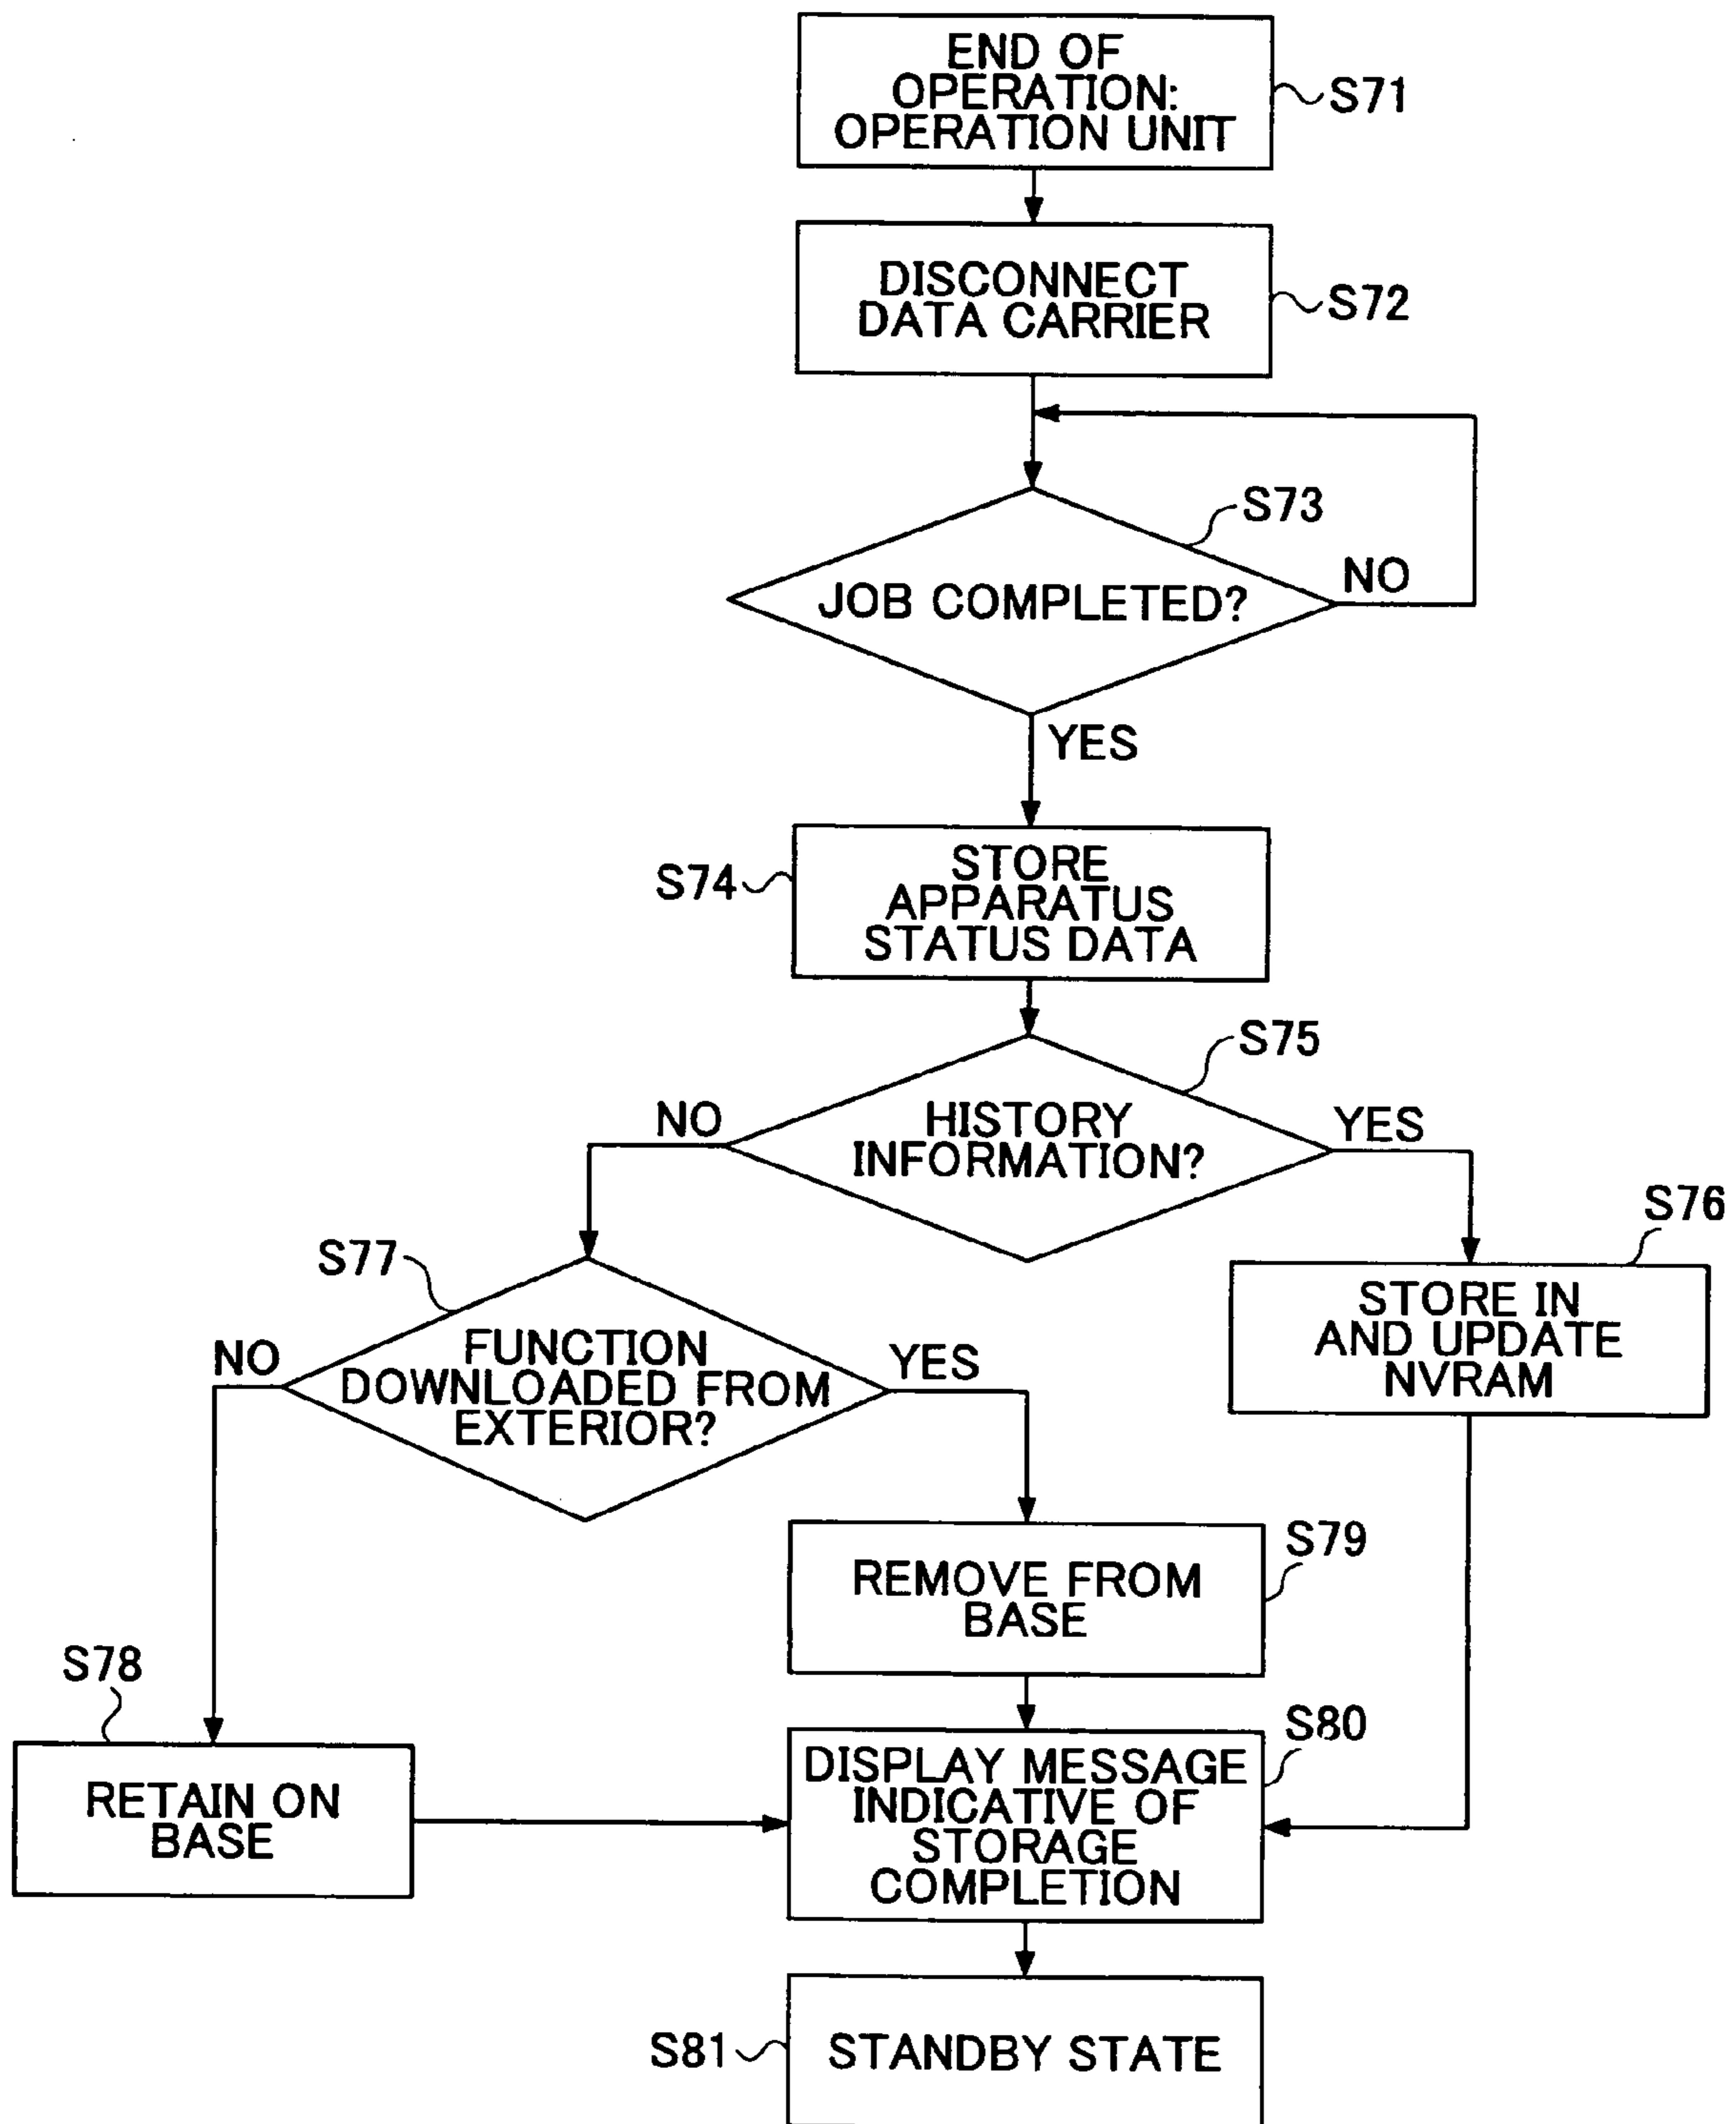 END OF
OPERATION:
OPERATION UNIT
S71
DISCONNECT
DATA CARRIER
S72
S73
JOB COMPLETED?
NO
YES
S74
STORE
APPARATUS
STATUS DATA
S75
NO
HISTORY
INFORMATION?
YES
S76
STORE IN
AND UPDATE
NVRAM
S77
NO
FUNCTION
DOWNLOADED FROM
EXTERIOR?
YES
S79
REMOVE FROM
BASE
S78
RETAIN ON
BASE
S80
DISPLAY MESSAGE
INDICATIVE OF
STORAGE
COMPLETION
S81
STANDBY STATE